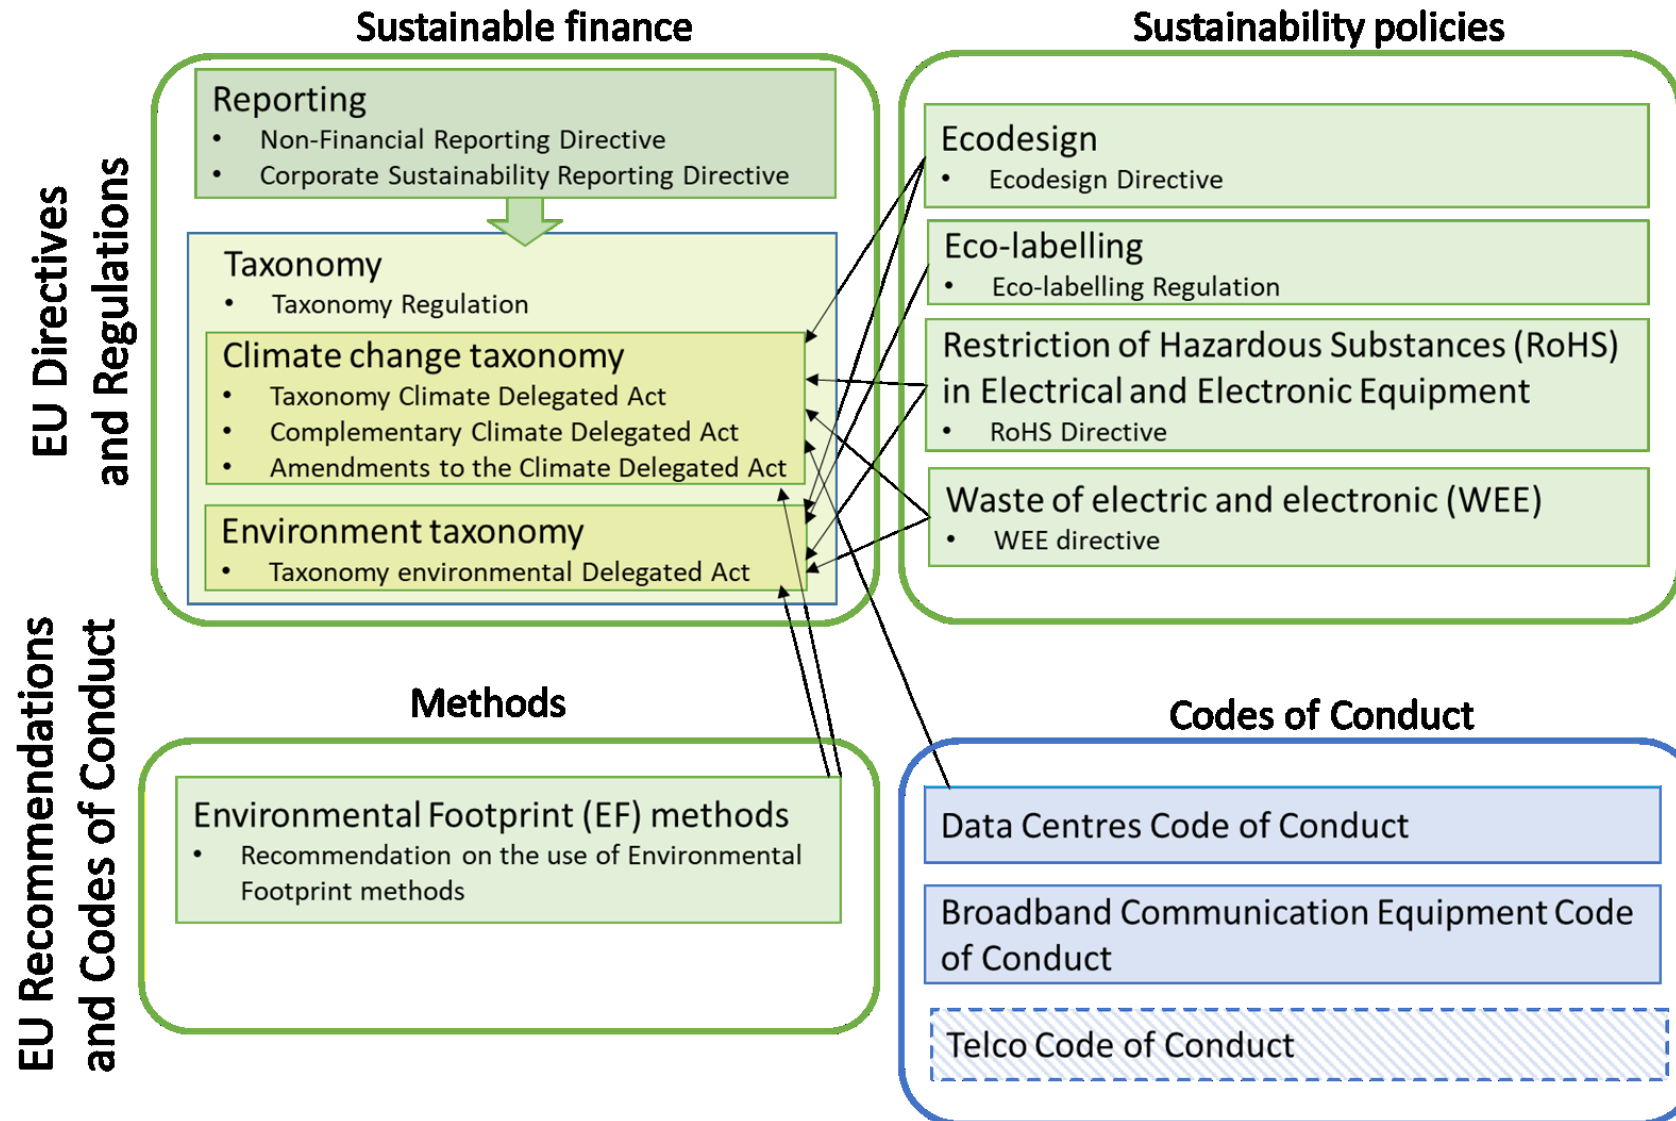 Sustainable finance
Sustainability policies
EU Directives
and Regulations
Reporting
• Non-Financial Reporting Directive
• Corporate Sustainability Reporting Directive
Taxonomy
• Taxonomy Regulation
Climate change taxonomy
• Taxonomy Climate Delegated Act
• Complementary Climate Delegated Act
• Amendments to the Climate Delegated Act
Environment taxonomy
• Taxonomy environmental Delegated Act
Ecodesign
• Ecodesign Directive
Eco-labelling
• Eco-labelling Regulation
Restriction of Hazardous Substances (RoHS)
in Electrical and Electronic Equipment
• RoHS Directive
Waste of electric and electronic (WEE)
• WEE directive
EU Recommendations
and Codes of Conduct
Methods
Environmental Footprint (EF) methods
• Recommendation on the use of Environmental
Footprint methods
Codes of Conduct
Data Centres Code of Conduct
Broadband Communication Equipment Code
of Conduct
Telco Code of Conduct